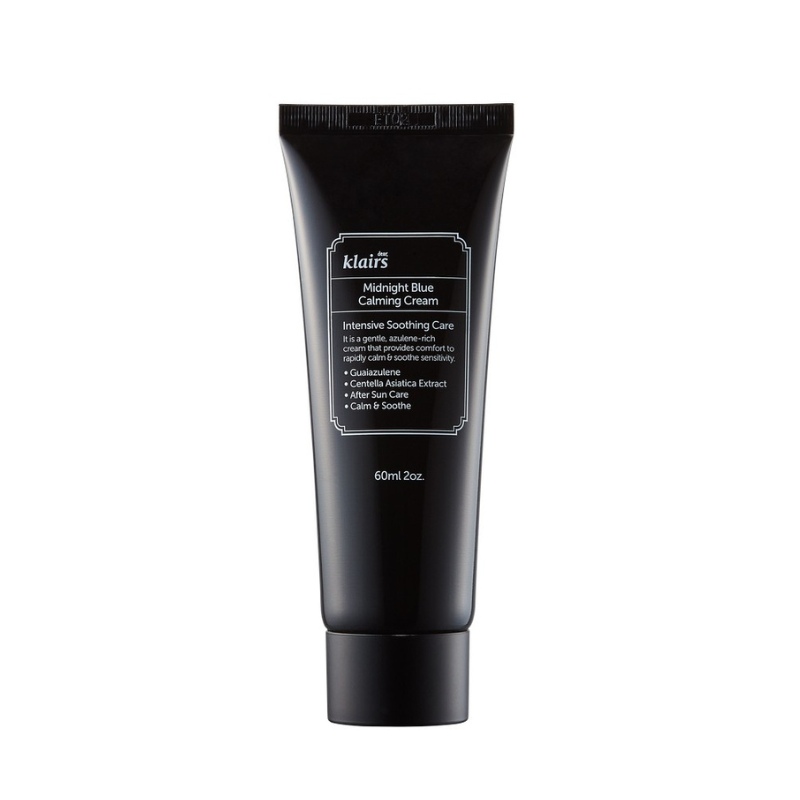 dear,
klairs
Midnight Blue
Calming Cream
Intensive Soothing Care
It is a gentle, azulene-rich
cream that provides comfort to
rapidly calm & soothe sensitivity.
• Guaiazulene
• Centella Asiatica Extract
• After Sun Care
• Calm & Soothe
60ml 2oz.